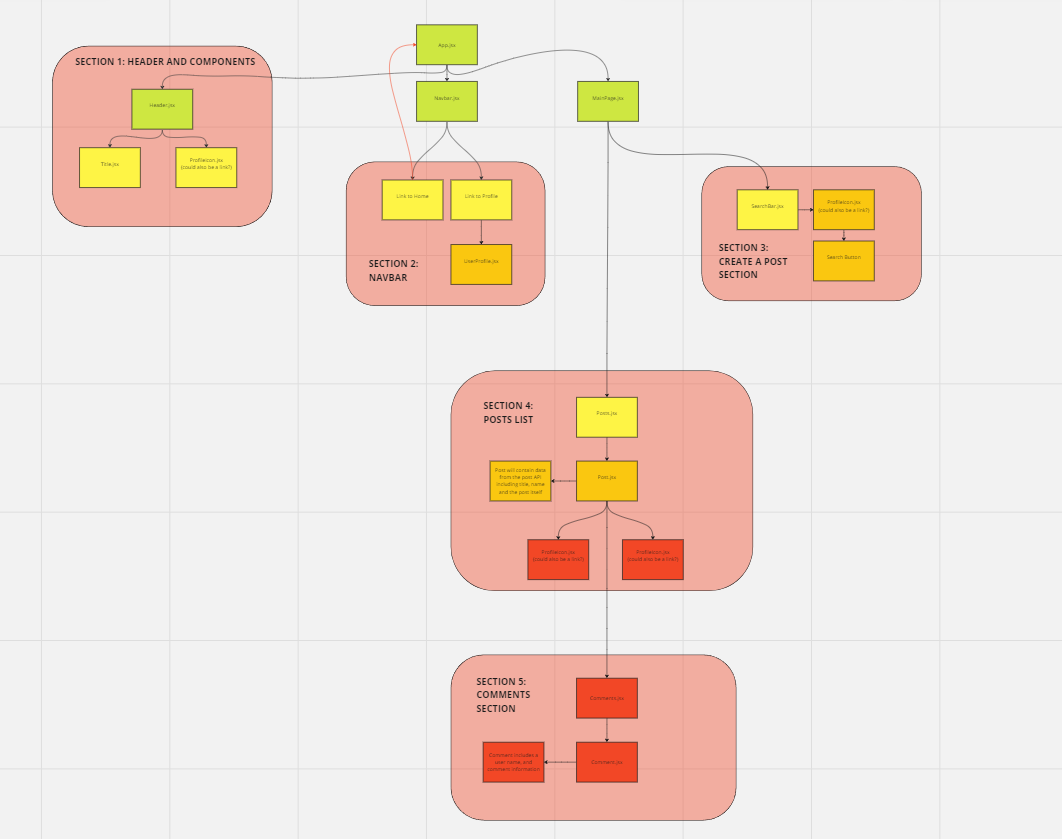 App.jsx
SECTION 1: HEADER AND COMPONENTS
Header.jsx
Title.jsx
ProfileIcon.jsx
(could also be a link?)
Navbar.jsx
MainPage.jsx
Link to Home
Link to Profile
UserProfile.jsx
SECTION 2:
NAVBAR
SearchBar.jsx
ProfileIcon.jsx
(could also be a link?)
Search Button
SECTION 3:
CREATE A POST
SECTION
SECTION 4:
POSTS LIST
Posts.jsx
Post will contain data
from the post API
including title, name
and the post itself
Post.jsx
ProfileIcon.jsx
(could also be a link?)
ProfileIcon.jsx
(could also be a link?)
SECTION 5:
COMMENTS
SECTION
Comments.jsx
Comment includes a
user name, and
comment information
Comment.jsx